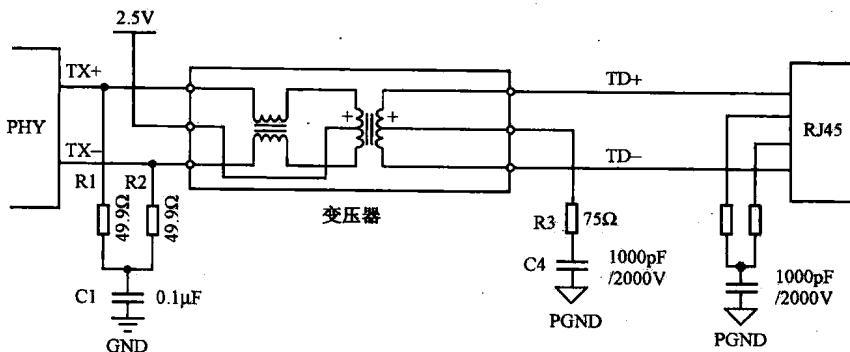 2.5V
TX+
TD+
PHY
RJ45
TX−
TD−
R1
R2
49.9Ω
49.9Ω
变压器
R3
75Ω
C4
1000pF
/2000V
C1
0.1μF
1000pF
/2000V
PGND
GND
PGND
+
+